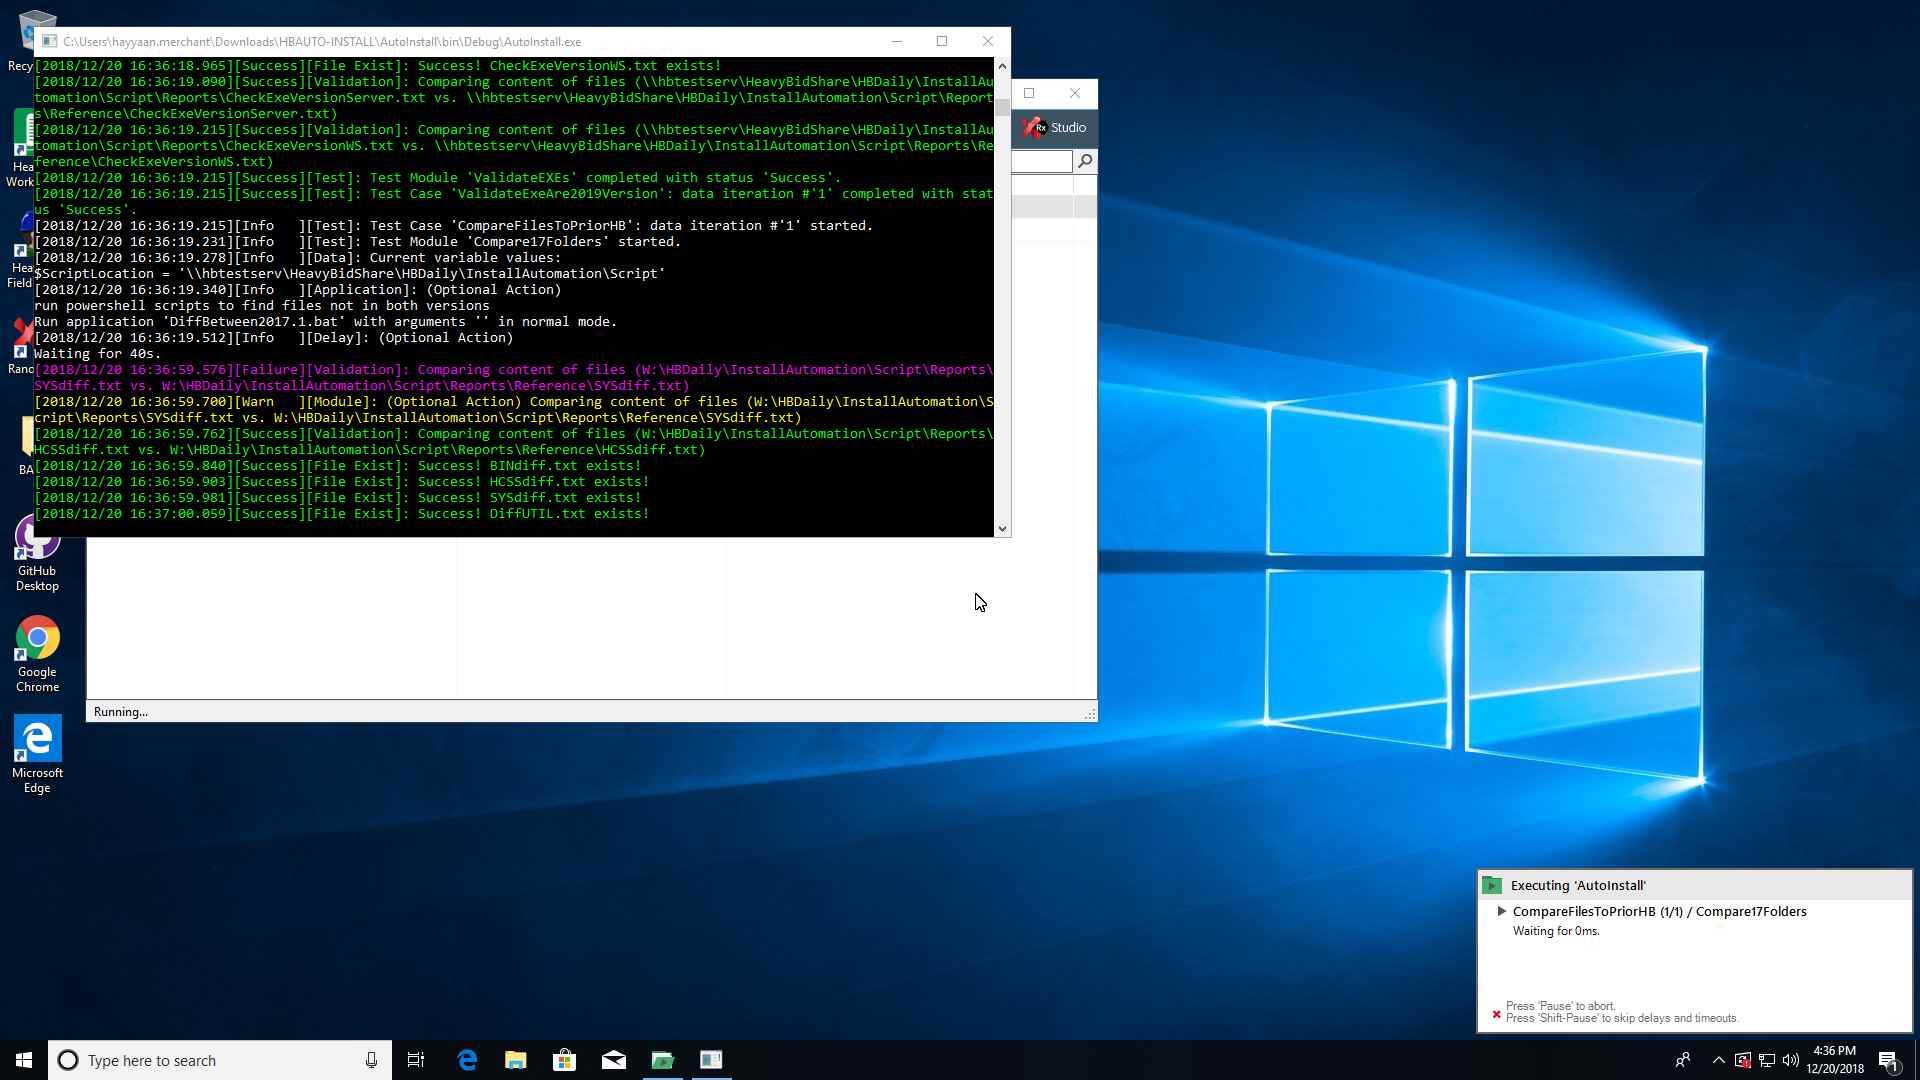 Recy
C:\Users\hayyaan.merchant\Downloads\HBAUTO-INSTALL\AutoInstall\bin\Debug\AutoInstall.exe
[2018/12/20 16:36:18.965][Success][File Exist]: Success! CheckExeVersionWS.txt exists!
[2018/12/20 16:36:19.090][Success][Validation]: Comparing content of files (\\hbtestserv\HeavyBidShare\HBDaily\InstallAu
tomation\Script\Reports\CheckExeVersionServer.txt vs. \\hbtestserv\HeavyBidShare\HBDaily\InstallAutomation\Script\Report
s\Reference\CheckExeVersionServer.txt)
[2018/12/20 16:36:19.215][Success][Validation]: Comparing content of files (\\hbtestserv\HeavyBidShare\HBDaily\InstallAu
tomation\Script\Reports\CheckExeVersionWS.txt vs. \\hbtestserv\HeavyBidShare\HBDaily\InstallAutomation\Script\Reports\Re
ference\CheckExeVersionWS.txt)
[2018/12/20 16:36:19.215][Success][Test]: Test Module 'ValidateEXEs' completed with status 'Success'.
[2018/12/20 16:36:19.215][Success][Test]: Test Case 'ValidateExeAre2019Version': data iteration #'1' completed with stat
us 'Success'.
[2018/12/20 16:36:19.215][Info   ][Test]: Test Case 'CompareFilesToPriorHB': data iteration #'1' started.
[2018/12/20 16:36:19.231][Info   ][Test]: Test Module 'Compare17Folders' started.
[2018/12/20 16:36:19.278][Info   ][Data]: Current variable values:
$ScriptLocation = '\\hbtestserv\HeavyBidShare\HBDaily\InstallAutomation\Script'
[2018/12/20 16:36:19.340][Info   ][Application]: (Optional Action)
run powershell scripts to find files not in both versions
Run application 'DiffBetween2017.1.bat' with arguments '' in normal mode.
[2018/12/20 16:36:19.512][Info   ][Delay]: (Optional Action)
Waiting for 40s.
[2018/12/20 16:36:59.576][Failure][Validation]: Comparing content of files (W:\HBDaily\InstallAutomation\Script\Reports\
SYSdiff.txt vs. W:\HBDaily\InstallAutomation\Script\Reports\Reference\SYSdiff.txt)
[2018/12/20 16:36:59.700][Warn   ][Module]: (Optional Action) Comparing content of files (W:\HBDaily\InstallAutomation\S
cript\Reports\SYSdiff.txt vs. W:\HBDaily\InstallAutomation\Script\Reports\Reference\SYSdiff.txt)
[2018/12/20 16:36:59.762][Success][Validation]: Comparing content of files (W:\HBDaily\InstallAutomation\Script\Reports\
HCSSdiff.txt vs. W:\HBDaily\InstallAutomation\Script\Reports\Reference\HCSSdiff.txt)
[2018/12/20 16:36:59.840][Success][File Exist]: Success! BINdiff.txt exists!
[2018/12/20 16:36:59.903][Success][File Exist]: Success! HCSSdiff.txt exists!
[2018/12/20 16:36:59.981][Success][File Exist]: Success! SYSdiff.txt exists!
[2018/12/20 16:37:00.059][Success][File Exist]: Success! DiffUTIL.txt exists!
Rx Studio
Hea
Work
Hea
Field
Rano
BA
GitHub
Desktop
Google
Chrome
Microsoft
Edge
Running...
Executing 'AutoInstall'
CompareFilesToPriorHB (1/1) / Compare17Folders
Waiting for 0ms.
Press 'Pause' to abort.
Press 'Shift-Pause' to skip delays and timeouts.
Type here to search
4:36 PM
12/20/2018
1